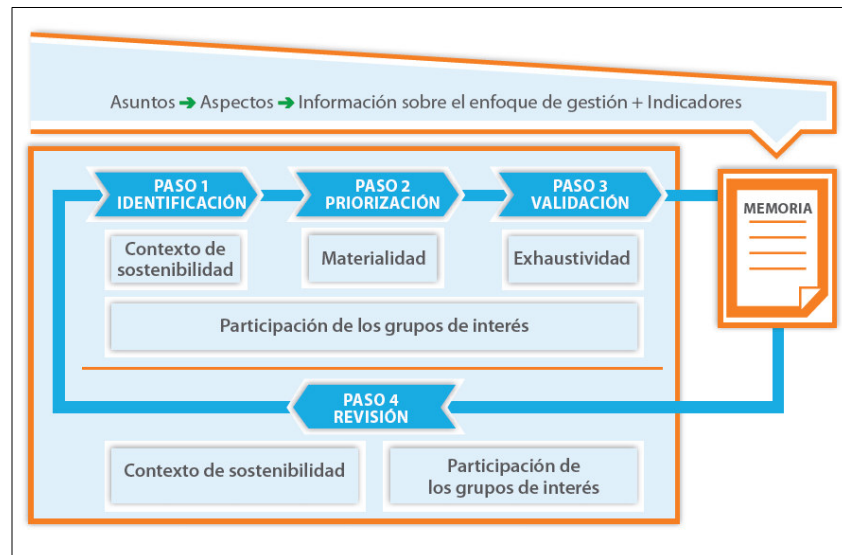 Asuntos ➔ Aspectos ➔ Información sobre el enfoque de gestión + Indicadores
PASO 1
IDENTIFICACIÓN
PASO 2
PRIORIZACIÓN
PASO 3
VALIDACIÓN
MEMORIA
Contexto de
sostenibilidad
Materialidad
Exhaustividad
Participación de los grupos de interés
PASO 4
REVISIÓN
Contexto de sostenibilidad
Participación de
los grupos de interés